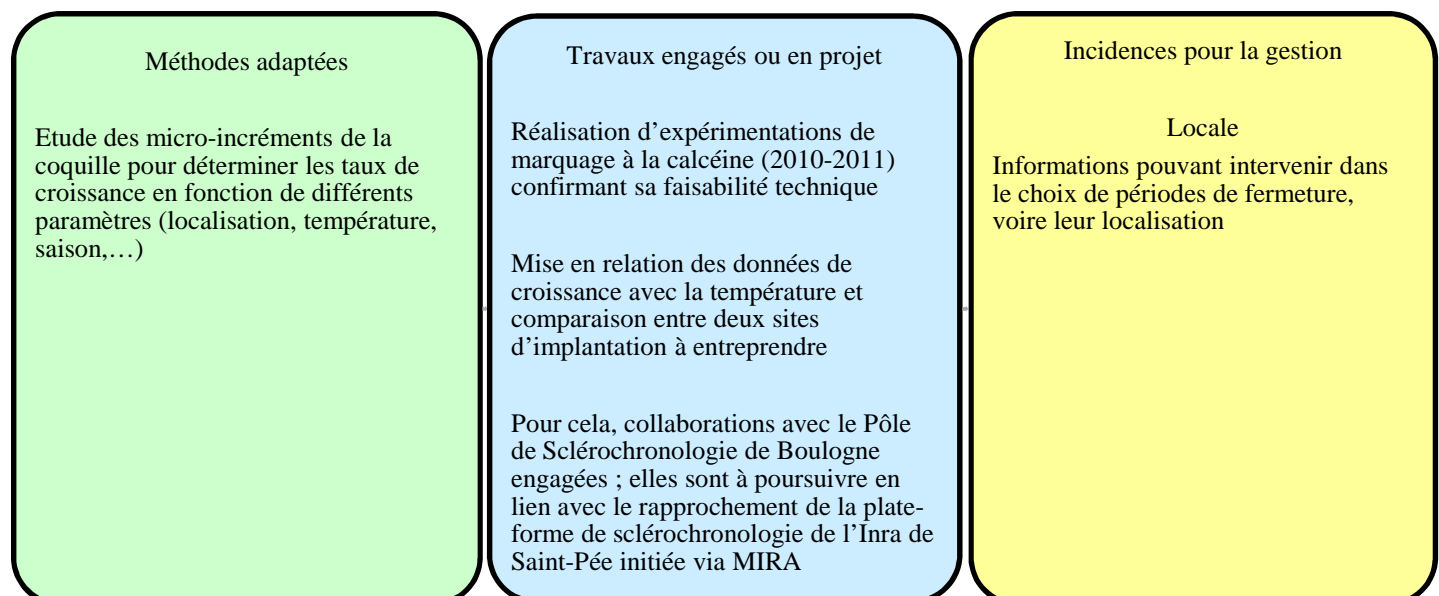 Méthodes adaptées
Etude des micro-incréments de la
coquille pour déterminer les taux de
croissance en fonction de différents
paramètres (localisation, température,
saison,…)
Travaux engagés ou en projet
Réalisation d’expérimentations de
marquage à la calcéine (2010-2011)
confirmant sa faisabilité technique
Mise en relation des données de
croissance avec la température et
comparaison entre deux sites
d’implantation à entreprendre
Pour cela, collaborations avec le Pôle
de Sclérochronologie de Boulogne
engagées ; elles sont à poursuivre en
lien avec le rapprochement de la plate-
forme de sclérochronologie de l’Inra de
Saint-Pée initiée via MIRA
Incidences pour la gestion
Locale
Informations pouvant intervenir dans
le choix de périodes de fermeture,
voire leur localisation